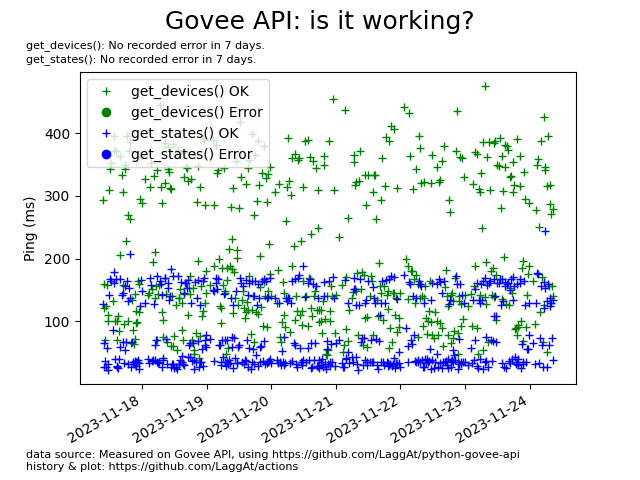 Govee API: is it working?
get_devices(): No recorded error in 7 days.
get_states(): No recorded error in 7 days.
get_devices() OK
get_devices() Error
get_states() OK
get_states() Error
Ping (ms)
400
300
200
100
2023-11-18
2023-11-19
2023-11-20
2023-11-21
2023-11-22
2023-11-23
2023-11-24
data source: Measured on Govee API, using https://github.com/LaggAt/python-govee-api
history & plot: https://github.com/LaggAt/actions